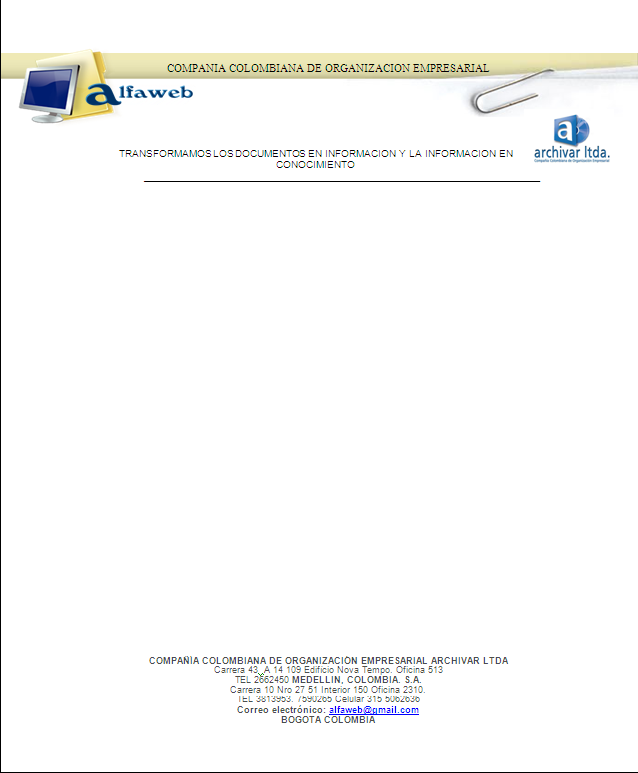 COMPAÑIA COLOMBIANA DE ORGANIZACION EMPRESARIAL
alfaweb
archivar ltda.
Compañía Colombiana de Organización Empresarial
TRANSFORMAMOS LOS DOCUMENTOS EN INFORMACION Y LA INFORMACION EN
CONOCIMIENTO
COMPAÑÌA COLOMBIANA DE ORGANIZACIÒN EMPRESARIAL ARCHIVAR LTDA
Carrera 43, A 14 109 Edificio Nova Tempo. Oficina 513
TEL 2662450 MEDELLIN, COLOMBIA. S.A.
Carrera 10 Nro 27 51 Interior 150 Oficina 2310.
TEL 3813953. 7590265 Celular 315 5062636
Correo electrónico: alfaweb@gmail.com
BOGOTA COLOMBIA